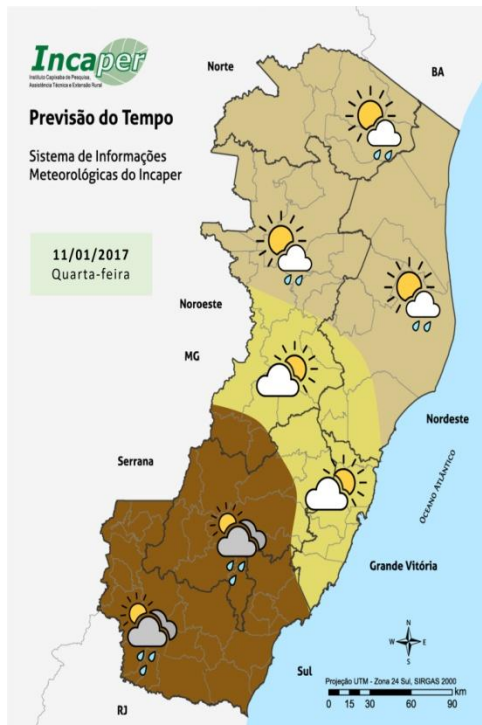 Incaper
Instituto Capixaba de Pesquisa,
Assistência Técnica e Extensão Rural
Previsão do Tempo
Sistema de Informações
Meteorológicas do Incaper
11/01/2017
Quarta-feira
Norte
BA
Noroeste
MG
Nordeste
Serrana
OCEANO ATLÂNTICO
Grande Vitória
Sul
RJ
N
W
E
S
Projeção UTM - Zona 24 Sul, SIRGAS 2000
km
0 15 30 60 90